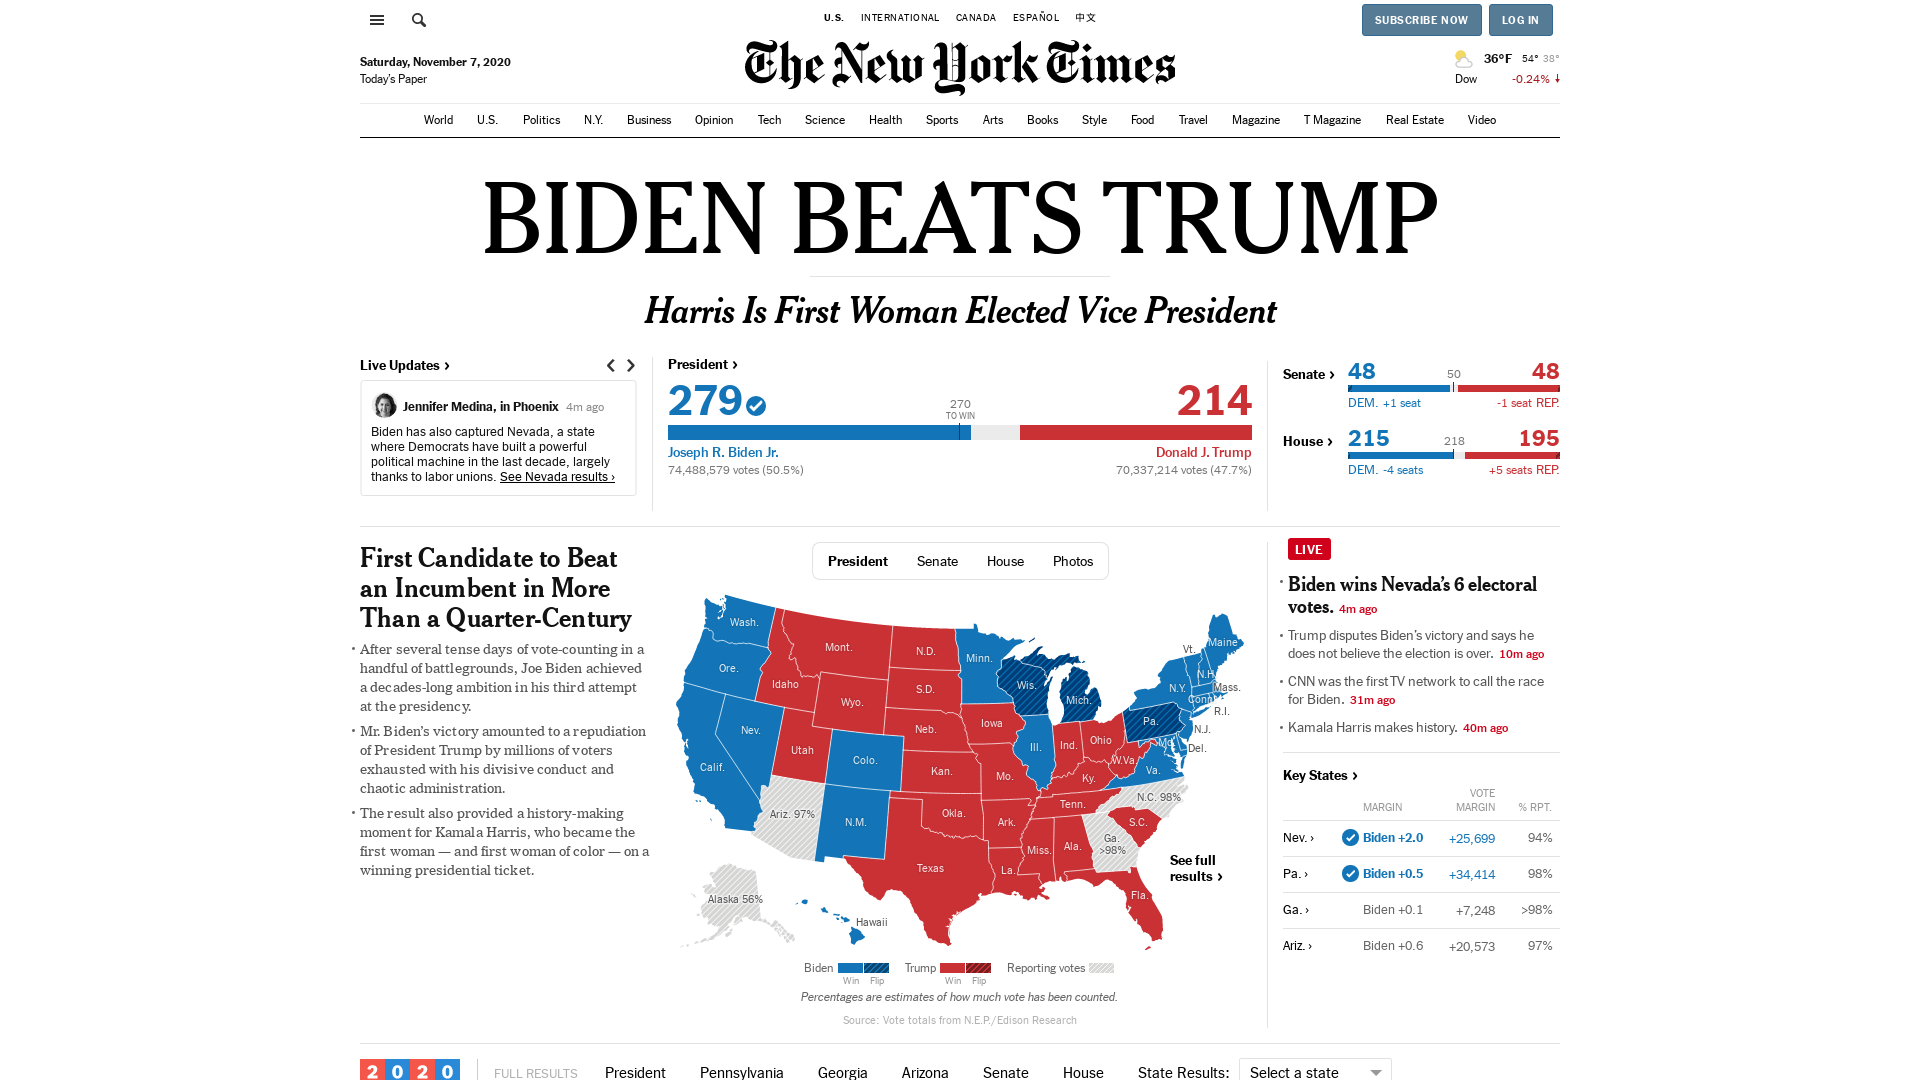 U.S. INTERNATIONAL CANADA ESPAÑOL 中文
SUBSCRIBE NOW
LOG IN
Saturday, November 7, 2020
Today's Paper
The New York Times
36°F 54° 38°
Dow -0.24%
World U.S. Politics N.Y. Business Opinion Tech Science Health Sports Arts Books Style Food Travel Magazine T Magazine Real Estate Video
BIDEN BEATS TRUMP
Harris Is First Woman Elected Vice President
Live Updates ›
Jennifer Medina, in Phoenix 4m ago
Biden has also captured Nevada, a state
where Democrats have built a powerful
political machine in the last decade, largely
thanks to labor unions. See Nevada results ›
President ›
279
270
TO WIN
214
Joseph R. Biden Jr.
Donald J. Trump
74,488,579 votes (50.5%)
70,337,214 votes (47.7%)
Senate ›
48 50 48
DEM. +1 seat
-1 seat REP.
House ›
215 218 195
DEM. -4 seats
+5 seats REP.
First Candidate to Beat
an Incumbent in More
Than a Quarter-Century
• After several tense days of vote-counting in a
handful of battlegrounds, Joe Biden achieved
a decades-long ambition in his third attempt
at the presidency.
• Mr. Biden's victory amounted to a repudiation
of President Trump by millions of voters
exhausted with his divisive conduct and
chaotic administration.
• The result also provided a history-making
moment for Kamala Harris, who became the
first woman — and first woman of color — on a
winning presidential ticket.
President Senate House Photos
Wash.
Ore.
Calif.
Nev.
Idaho
Mont.
Wyo.
Utah
Colo.
Ariz. 97%
N.M.
N.D.
S.D.
Neb.
Kan.
Okla.
Texas
Minn.
Iowa
Mo.
Ark.
La.
Wis.
Ill.
Mich.
Ind.
Ohio
Ky.
Tenn.
Miss.
Ala.
Ga.
>98%
Fla.
S.C.
N.C. 98%
Va.
W.Va.
Md.
Del.
Pa.
N.J.
N.Y.
Conn.
R.I.
Mass.
Vt.
N.H.
Maine
Alaska 56%
Hawaii
See full
results ›
Biden
Win Flip
Trump
Win Flip
Reporting votes
Percentages are estimates of how much vote has been counted.
Source: Vote totals from N.E.P./Edison Research
LIVE
• Biden wins Nevada's 6 electoral
votes. 4m ago
• Trump disputes Biden's victory and says he
does not believe the election is over. 10m ago
• CNN was the first TV network to call the race
for Biden. 31m ago
• Kamala Harris makes history. 40m ago
Key States ›
MARGIN VOTE MARGIN % RPT.
Nev. › Biden +2.0 +25,699 94%
Pa. › Biden +0.5 +34,414 98%
Ga. › Biden +0.1 +7,248 >98%
Ariz. › Biden +0.6 +20,573 97%
2020 FULL RESULTS President Pennsylvania Georgia Arizona Senate House State Results: Select a state